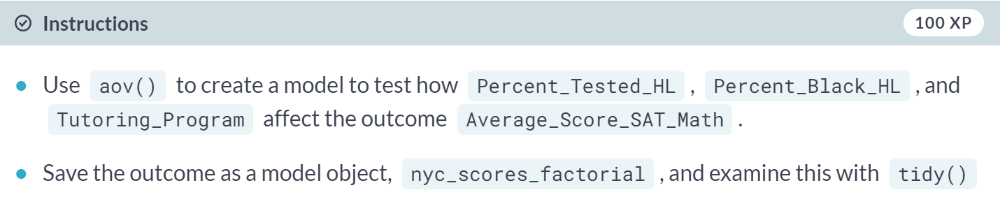 Instructions 100 XP
Use aov() to create a model to test how Percent_Tested_HL , Percent_Black_HL , and
Tutoring_Program affect the outcome Average_Score_SAT_Math .
Save the outcome as a model object, nyc_scores_factorial , and examine this with tidy()